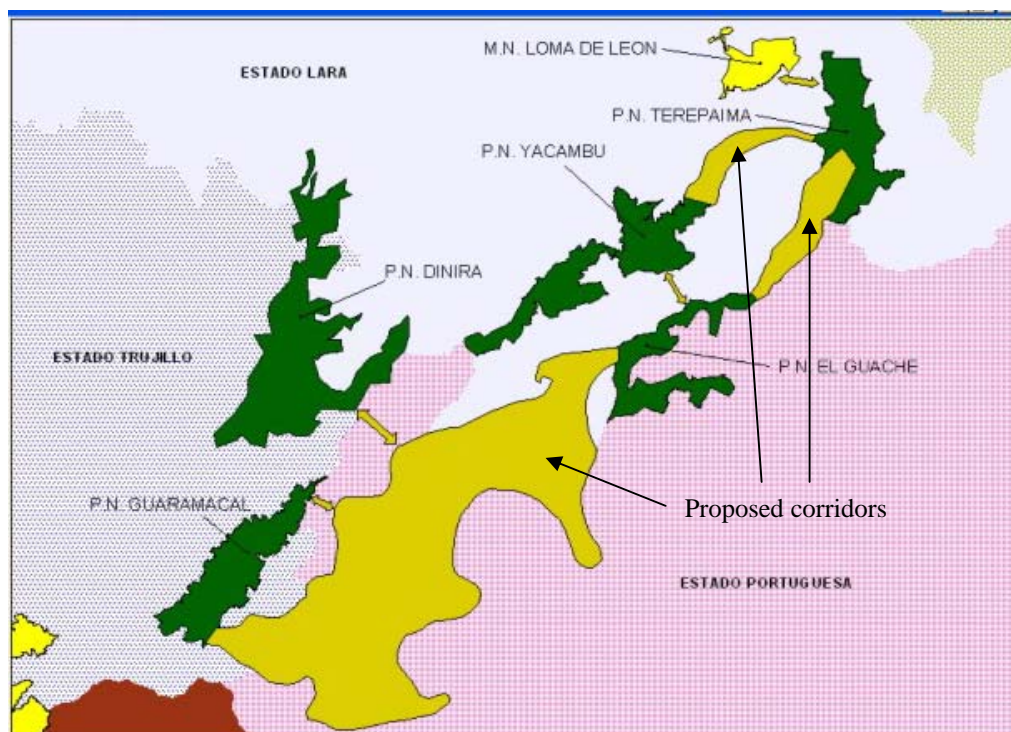 M.N. LOMA DE LEON
ESTADO LARA
P.N. TEREPAIMA
P.N. YACAMBU
P.N. DINIRA
ESTADO TRUJILLO
P.N. EL GUACHE
P.N. GUARAMACAL
Proposed corridors
ESTADO PORTUGUESA